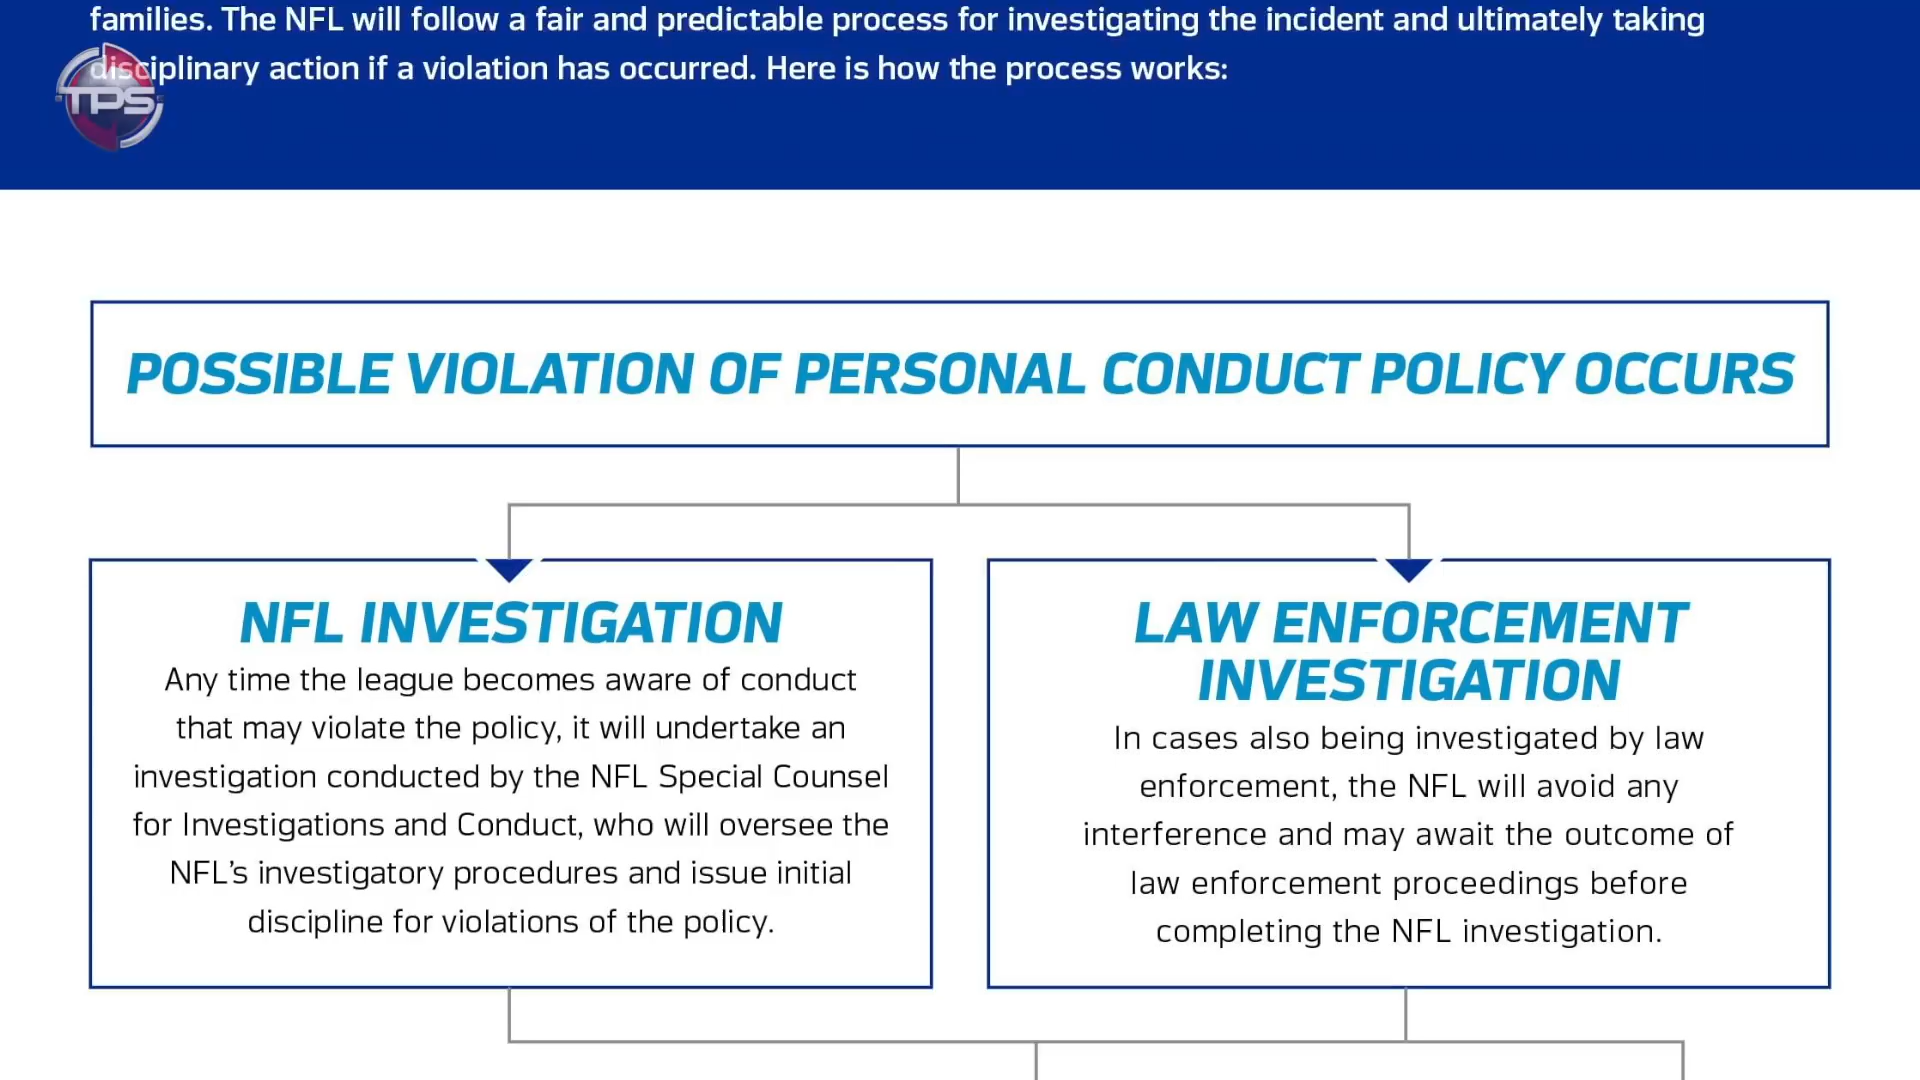 families. The NFL will follow a fair and predictable process for investigating the incident and ultimately taking
disciplinary action if a violation has occurred. Here is how the process works:
TPS
POSSIBLE VIOLATION OF PERSONAL CONDUCT POLICY OCCURS
NFL INVESTIGATION
Any time the league becomes aware of conduct
that may violate the policy, it will undertake an
investigation conducted by the NFL Special Counsel
for Investigations and Conduct, who will oversee the
NFL’s investigatory procedures and issue initial
discipline for violations of the policy.
LAW ENFORCEMENT
INVESTIGATION
In cases also being investigated by law
enforcement, the NFL will avoid any
interference and may await the outcome of
law enforcement proceedings before
completing the NFL investigation.